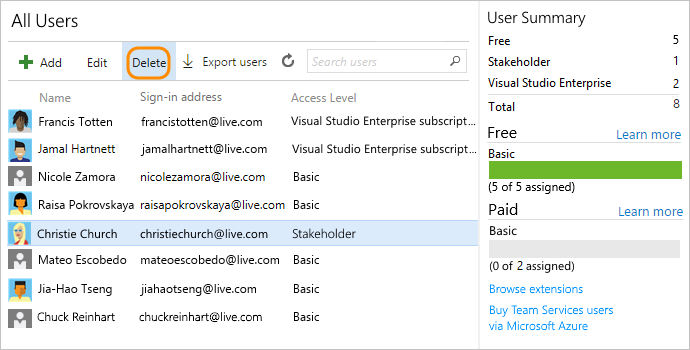 All Users
Add Edit Delete Export users Search users
Name Sign-in address Access Level
Francis Totten francistotten@live.com Visual Studio Enterprise subscript...
Jamal Hartnett jamalhartnett@live.com Visual Studio Enterprise subscript...
Nicole Zamora nicolezamora@live.com Basic
Raisa Pokrovskaya raisapokrovskaya@live.com Basic
Christie Church christiechurch@live.com Stakeholder
Mateo Escobedo mateoescobedo@live.com Basic
Jia-Hao Tseng jiahaotseng@live.com Basic
Chuck Reinhart chuckreinhart@live.com Basic
User Summary
Free 5
Stakeholder 1
Visual Studio Enterprise 2
Total 8
Free Learn more
Basic
(5 of 5 assigned)
Paid Learn more
Basic
(0 of 2 assigned)
Browse extensions
Buy Team Services users
via Microsoft Azure